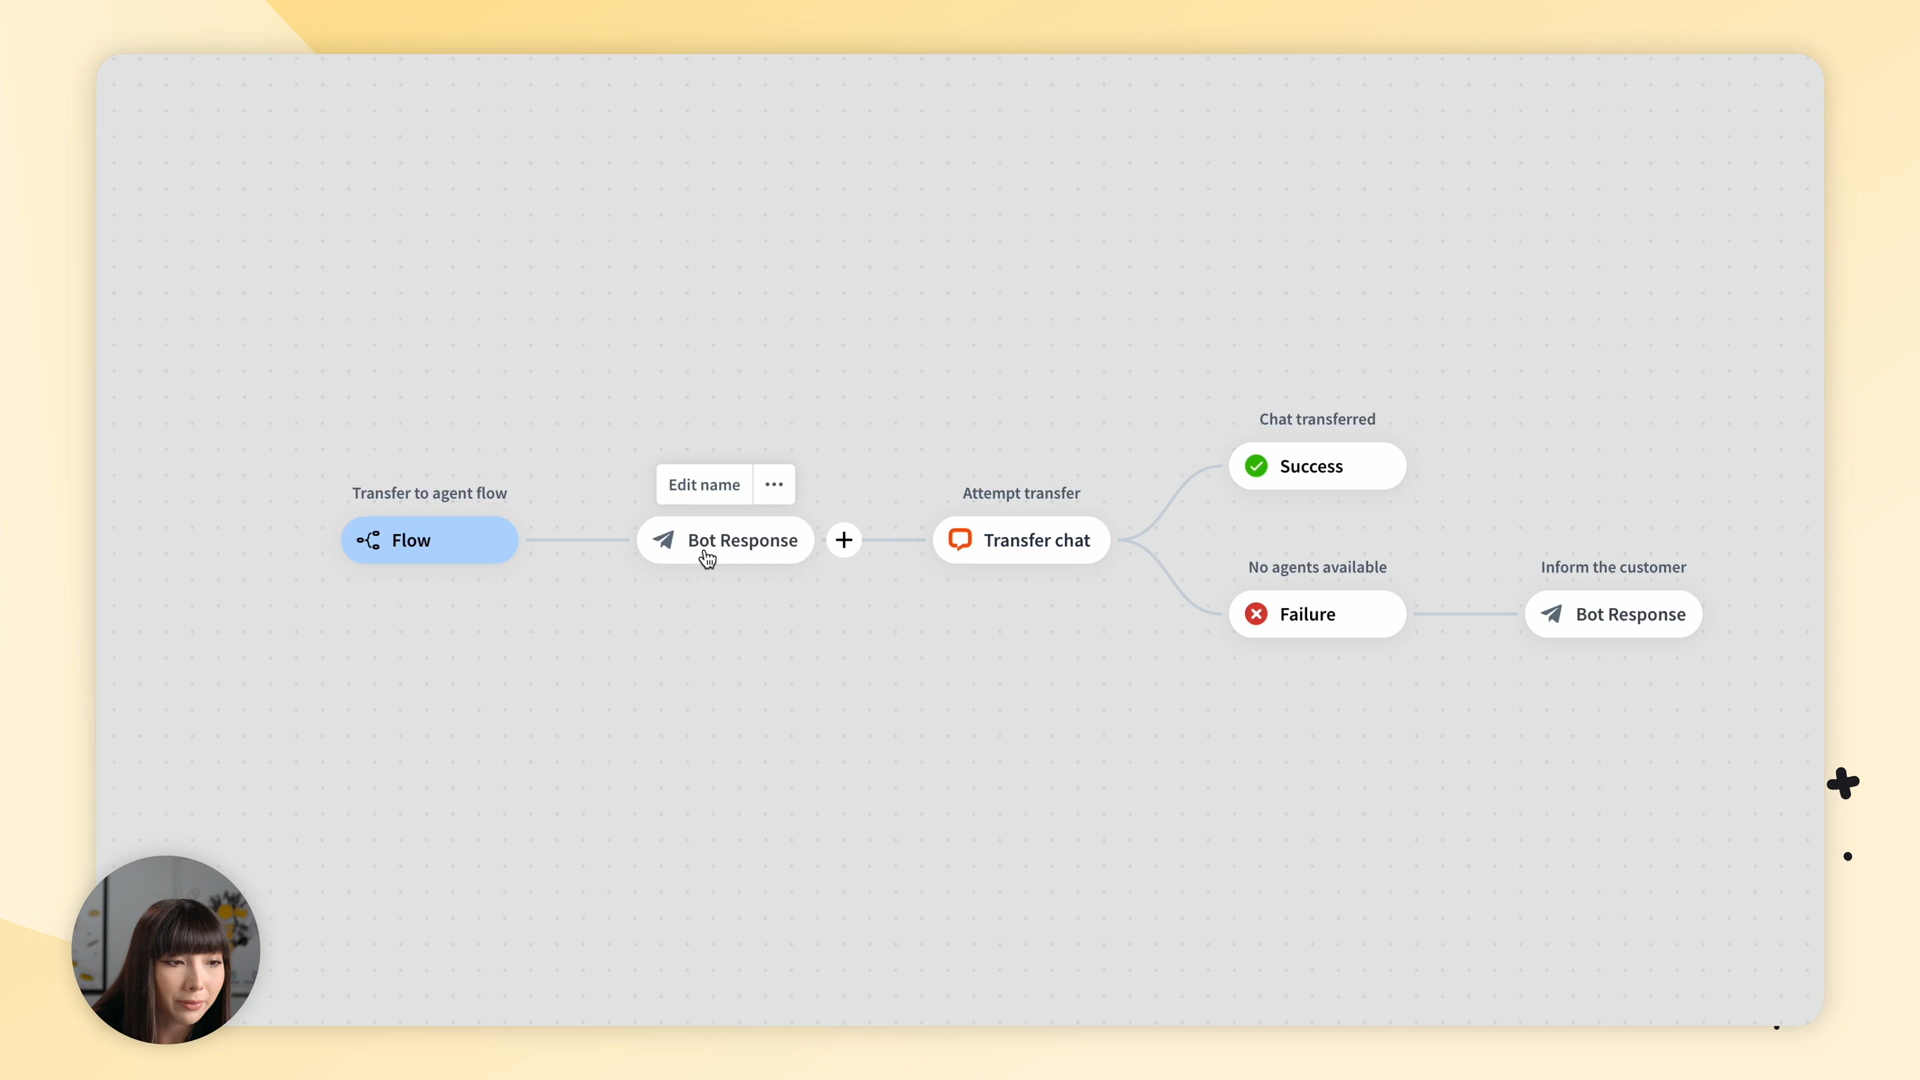 Chat transferred
Success
Edit name
Transfer to agent flow
Attempt transfer
Flow
Bot Response
Transfer chat
No agents available
Inform the customer
Failure
Bot Response